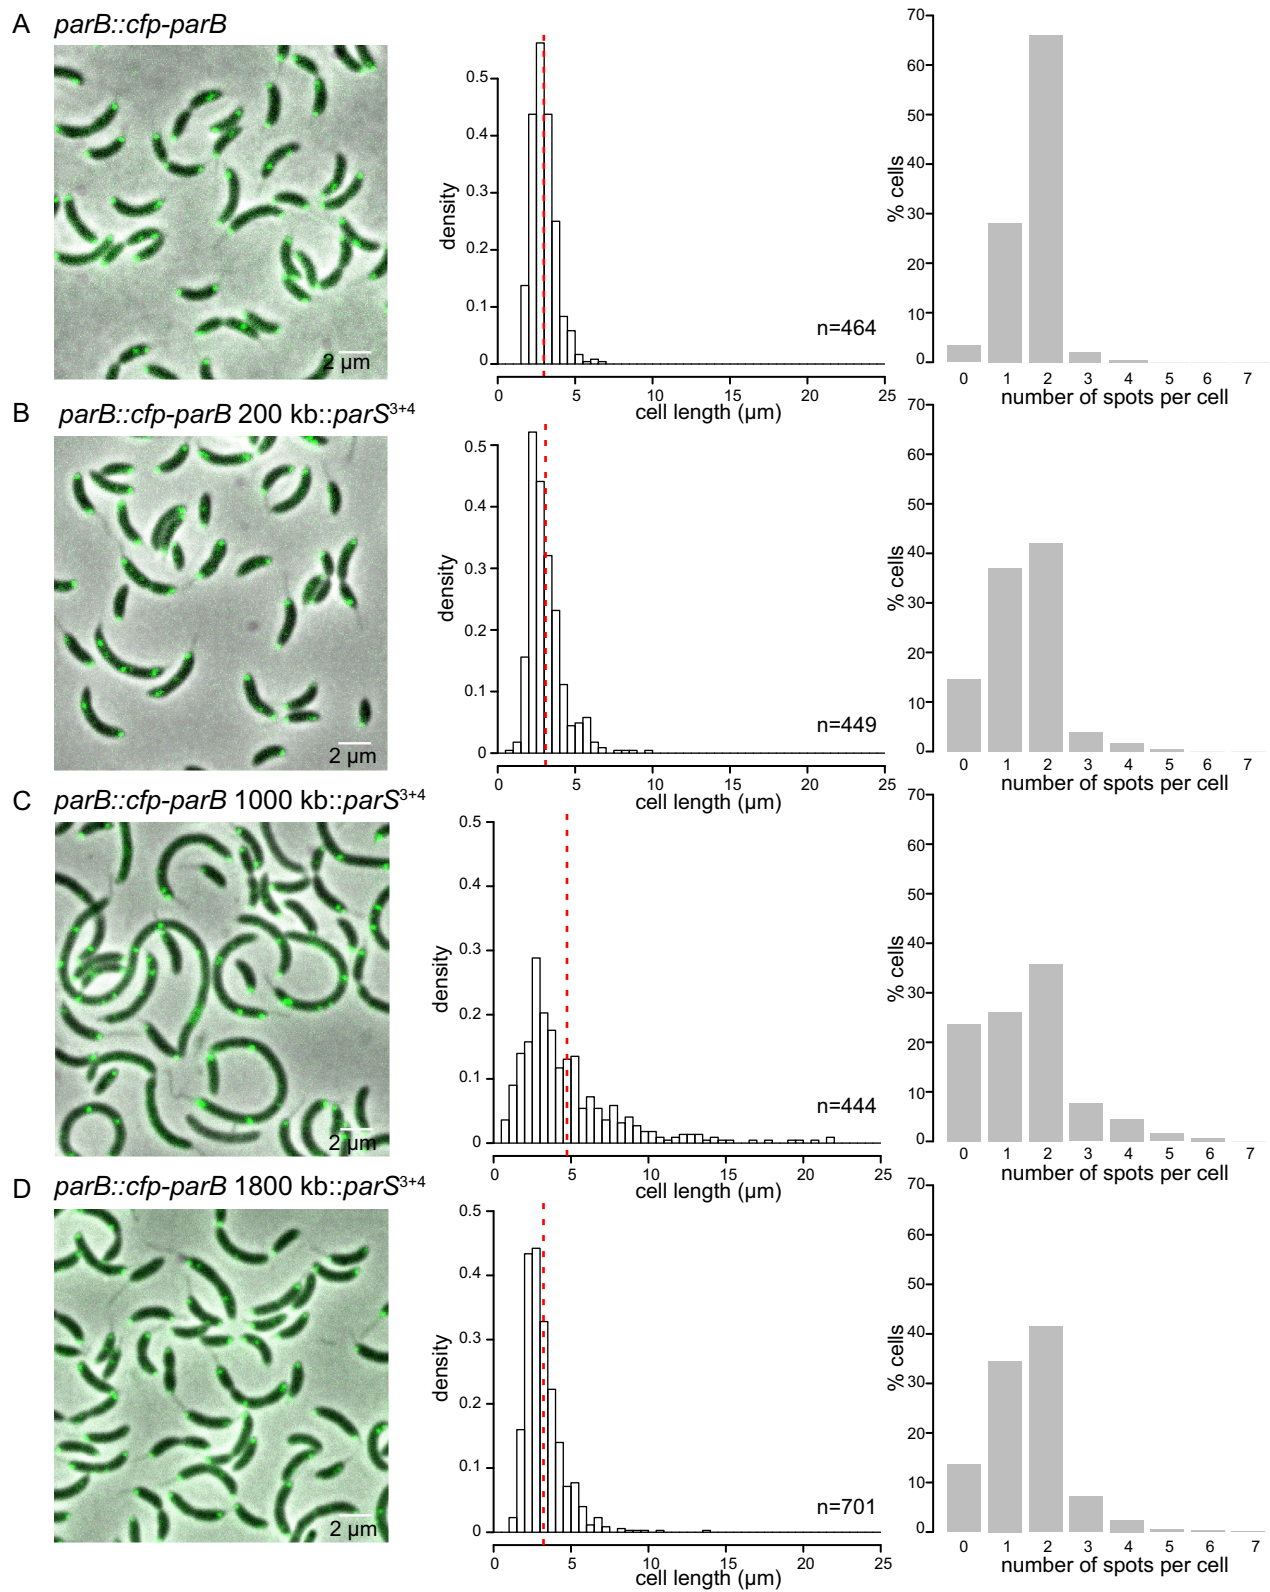 A parB::cfp-parB
2 µm
density
0.5
0.4
0.3
0.2
0.1
0
n=464
0 5 10 15 20 25
cell length (µm)
% cells
70
60
50
40
30
20
10
0
0 1 2 3 4 5 6 7
number of spots per cell
B parB::cfp-parB 200 kb::parS3+4
2 µm
density
0.5
0.4
0.3
0.2
0.1
0
n=449
0 5 10 15 20 25
cell length (µm)
% cells
70
60
50
40
30
20
10
0
0 1 2 3 4 5 6 7
number of spots per cell
C parB::cfp-parB 1000 kb::parS3+4
2 µm
density
0.5
0.4
0.3
0.2
0.1
0
n=444
0 5 10 15 20 25
cell length (µm)
% cells
70
60
50
40
30
20
10
0
0 1 2 3 4 5 6 7
number of spots per cell
D parB::cfp-parB 1800 kb::parS3+4
2 µm
density
0.5
0.4
0.3
0.2
0.1
0
n=701
0 5 10 15 20 25
cell length (µm)
% cells
70
60
50
40
30
20
10
0
0 1 2 3 4 5 6 7
number of spots per cell